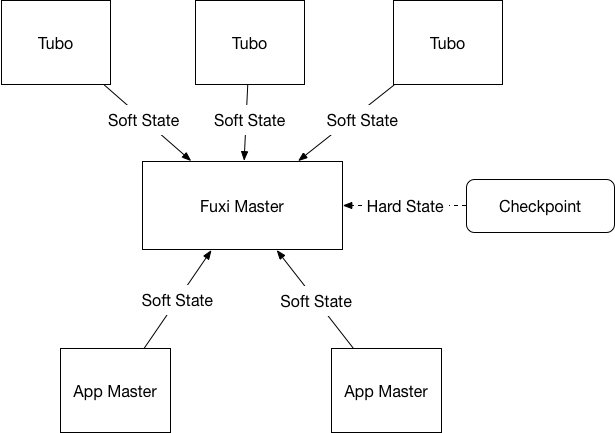 Tubo
Tubo
Tubo
Soft State
Soft State
Soft State
Fuxi Master
Hard State
Checkpoint
Soft State
Soft State
App Master
App Master